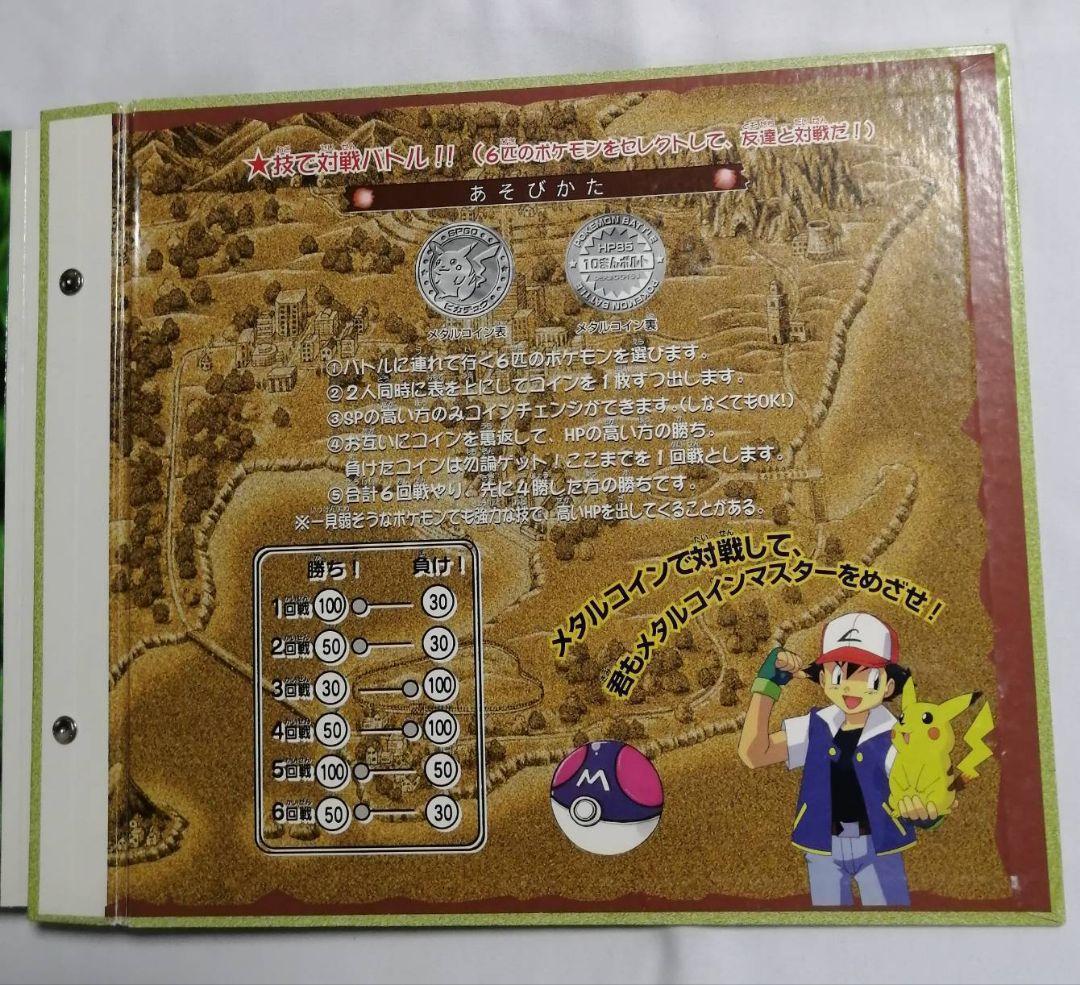 ★技で対戦バトル!!（6匹のポケモンをセレクトして、友達と対戦だ!）
あそびかた
SP60
ピカチュウ
POKEMON BATTLE
HP85
10まんボルト
POKEMON BATTLE
メタルコイン表
メタルコイン裏
①バトルに連れて行く6匹のポケモンを選びます。
②2人同時に表を上にしてコインを1枚ずつ出します。
③SPの高い方のみコインチェンジができます。(しなくてもOK!)
④お互いにコインを裏返して、HPの高い方の勝ち。
負けたコインは勿論ゲット!ここまでを1回戦とします。
⑤合計6回戦やり、先に4勝した方の勝ちです。
※一見弱そうなポケモンでも強力な技で、高いHPを出してくることがある。
勝ち! 負け!
1回戦 100 30
2回戦 50 30
3回戦 30 100
4回戦 50 100
5回戦 100 50
6回戦 50 30
メタルコインで対戦して、
君もメタルコインマスターをめざせ!
M